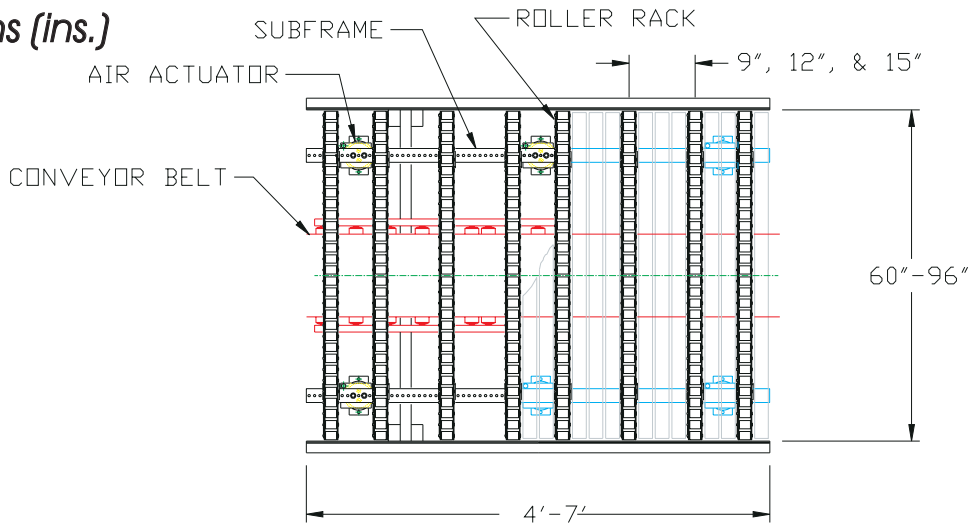 ns (ins.)
SUBFRAME
ROLLER RACK
AIR ACTUATOR
9", 12", & 15"
CONVEYOR BELT
60"-96"
4'-7'